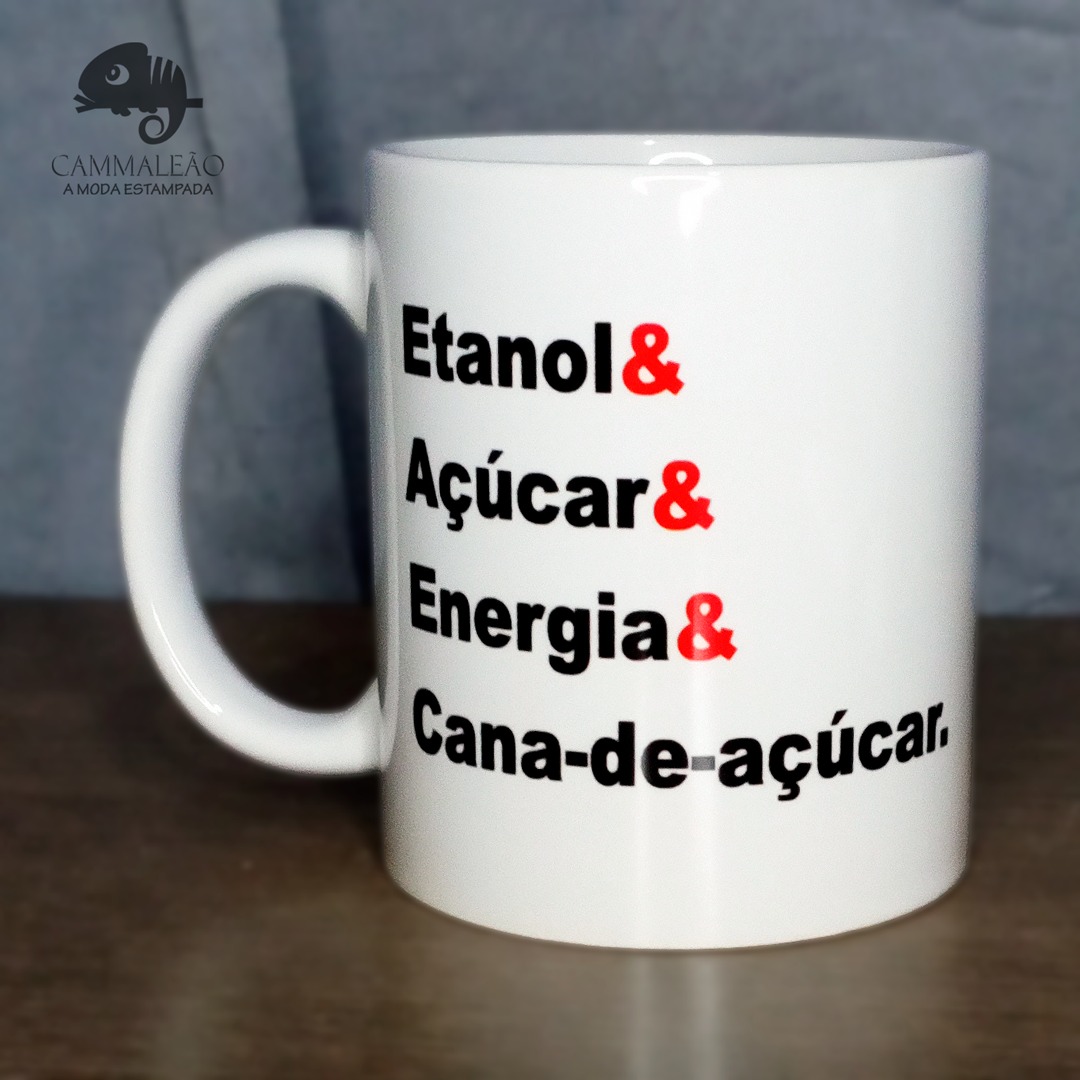 CAMMALEÃO
A MODA ESTAMPADA
Etanol&
Açúcar&
Energia&
Cana-de-açúcar.